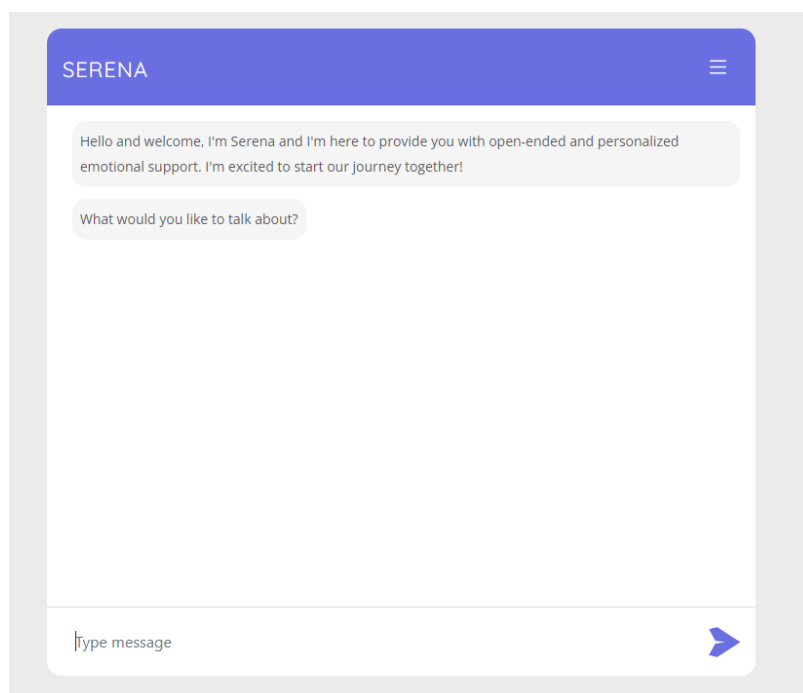 SERENA
Hello and welcome, I'm Serena and I'm here to provide you with open-ended and personalized
emotional support. I'm excited to start our journey together!
What would you like to talk about?
Type message